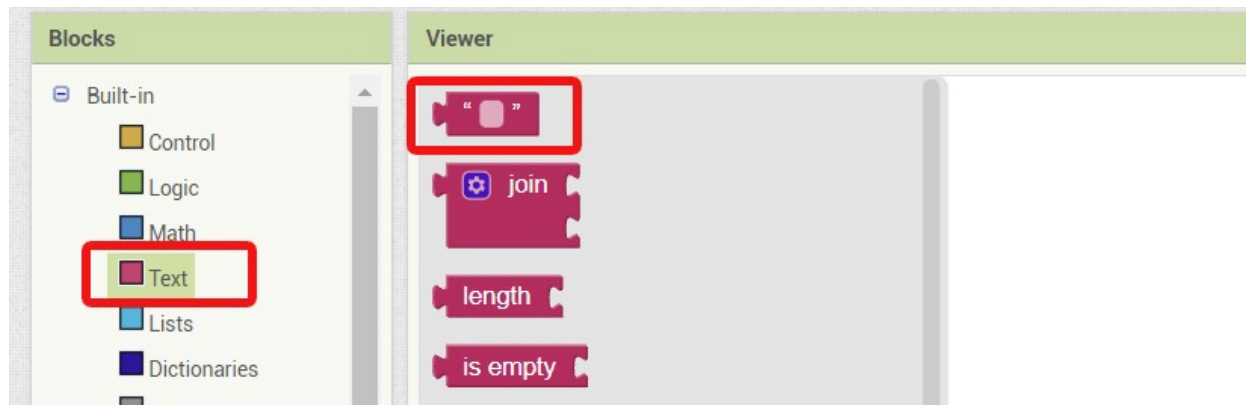 Blocks
Built-in
Control
Logic
Math
Text
Lists
Dictionaries
Viewer
“ ”
join
length
is empty